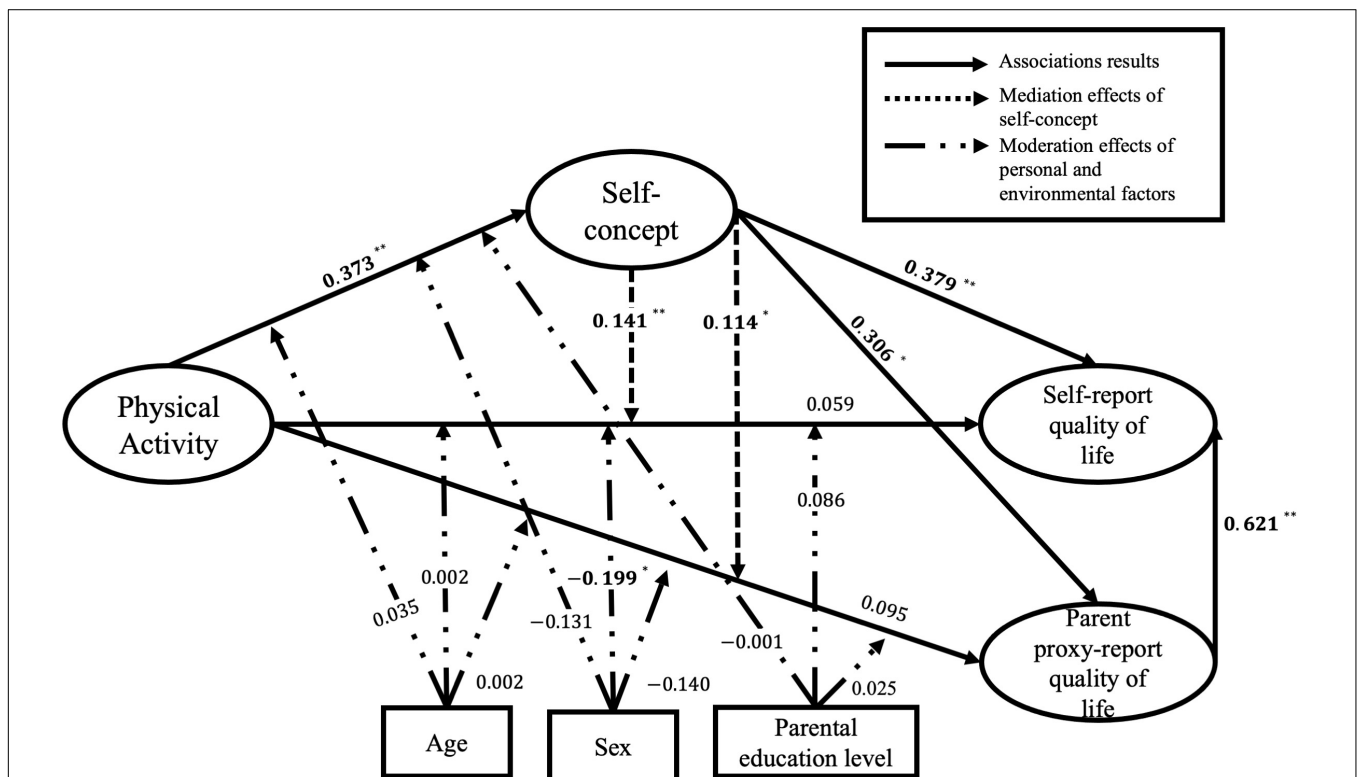 Associations results
Mediation effects of
self-concept
Moderation effects of
personal and
environmental factors
Self-
concept
0.373 **
0.379 **
0.141 **
0.114 *
0.306 *
Physical
Activity
0.059
Self-report
quality of
life
0.086
0.621 **
0.002
−0.199 *
0.035
−0.131
−0.001
0.095
Parent
proxy-report
quality of
life
0.002
−0.140
0.025
Age
Sex
Parental
education level